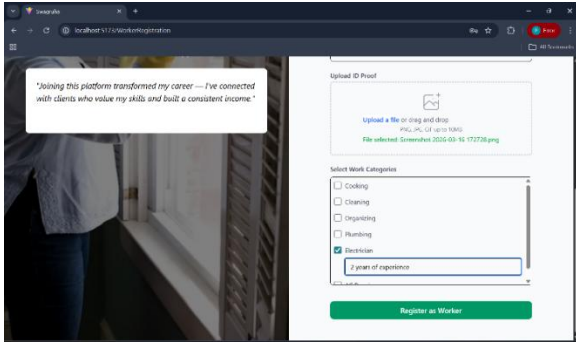 localhost:5173/WorkerRegistration
Error
All Bookmarks
"Joining this platform transformed my career — I've connected
with clients who value my skills and built a consistent income."
Upload ID Proof
Upload a file or drag and drop
PNG, JPG, GIF up to 10MB
File selected: Screenshot 2026-03-16 172728.png
Select Work Categories
Cooking
Cleaning
Organizing
Plumbing
Electrician
2 years of experience
Register as Worker